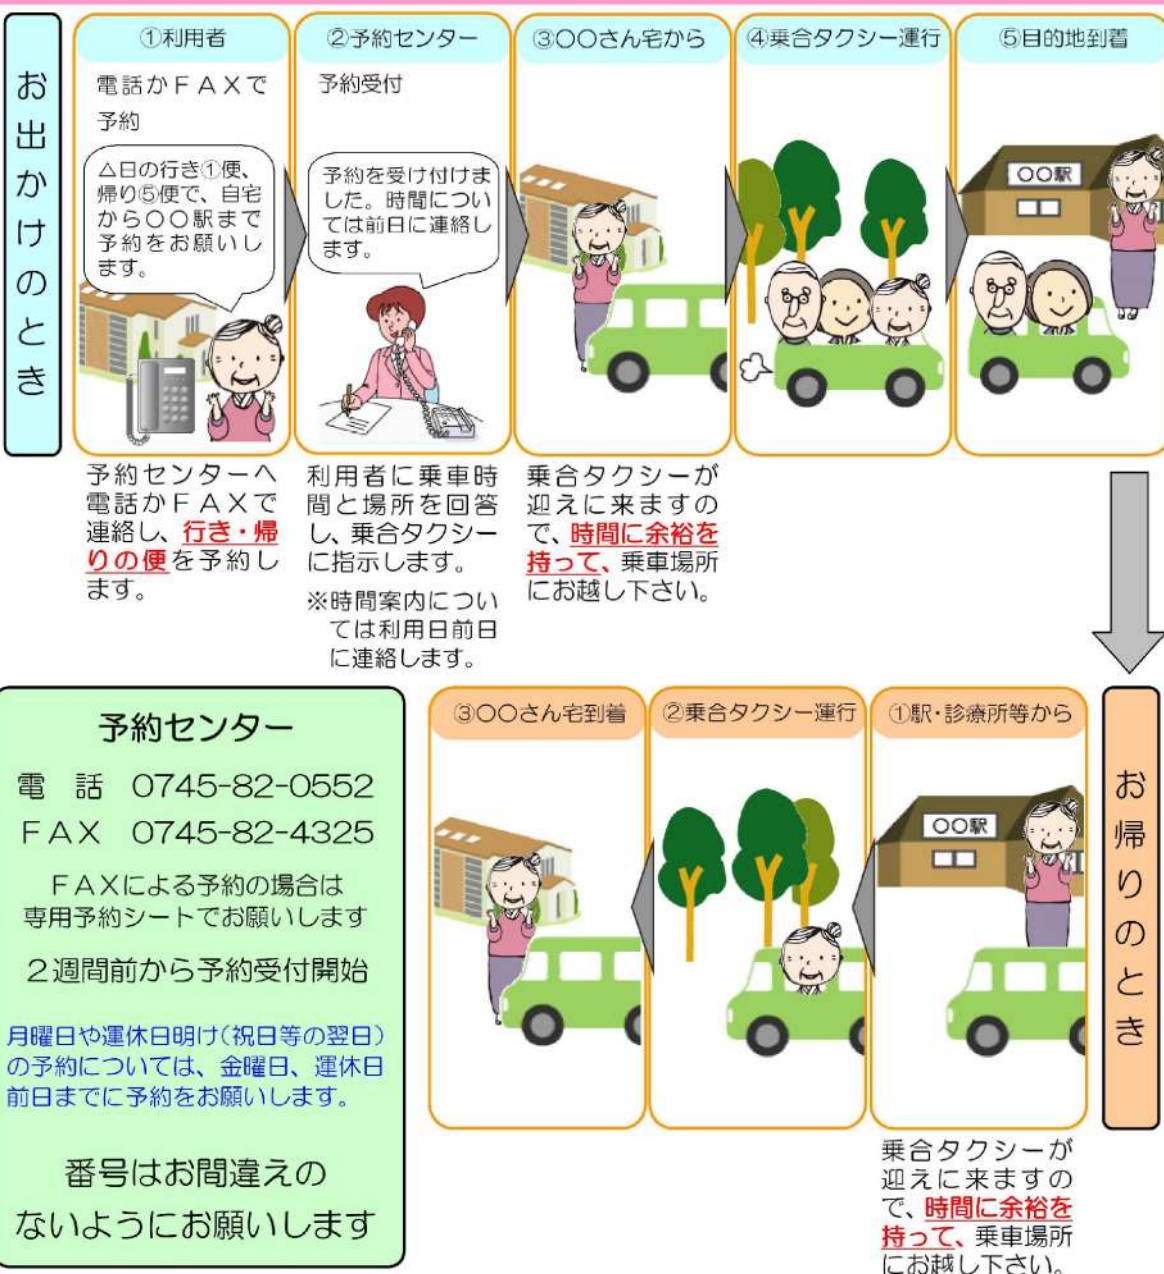 お出かけのとき
①利用者
電話かＦＡＸで
予約
△日の行き①便、
帰り⑤便で、自宅
から〇〇駅まで
予約をお願いし
ます。
予約センターへ
電話かＦＡＸで
連絡し、行き・帰
りの便を予約し
ます。
②予約センター
予約受付
予約を受け付けま
した。時間につい
ては前日に連絡し
ます。
利用者に乗車時
間と場所を回答
し、乗合タクシー
に指示します。
※時間案内につい
ては利用日前日
に連絡します。
③〇〇さん宅から
乗合タクシーが
迎えに来ますの
で、時間に余裕を
持って、乗車場所
にお越し下さい。
④乗合タクシー運行
⑤目的地到着
〇〇駅
お帰りのとき
①駅・診療所等から
〇〇駅
乗合タクシーが
迎えに来ますの
で、時間に余裕を
持って、乗車場所
にお越し下さい。
②乗合タクシー運行
③〇〇さん宅到着
予約センター
電　話　0745-82-0552
ＦＡＸ　0745-82-4325
ＦＡＸによる予約の場合は
専用予約シートでお願いします
２週間前から予約受付開始
月曜日や運休日明け(祝日等の翌日)
の予約については、金曜日、運休日
前日までに予約をお願いします。
番号はお間違えの
ないようにお願いします